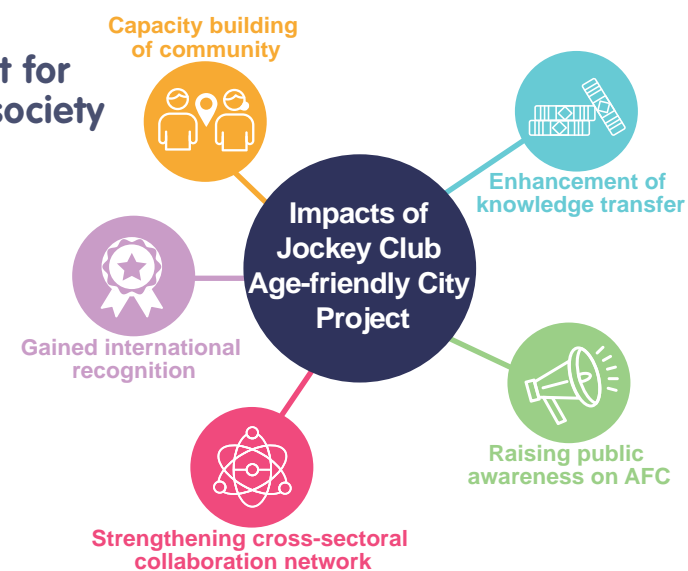 t for
society
Capacity building
of community
Enhancement of
knowledge transfer
Impacts of
Jockey Club
Age-friendly City
Project
Gained international
recognition
Raising public
awareness on AFC
Strengthening cross-sectoral
collaboration network